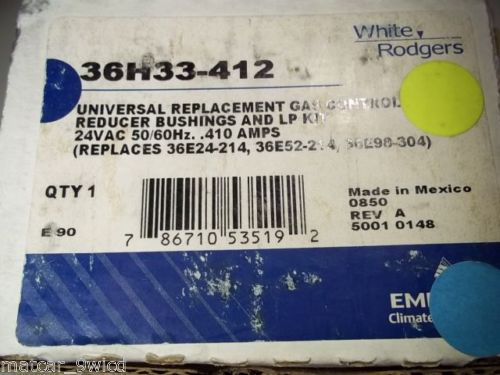 White
Rodgers
36H33-412
UNIVERSAL REPLACEMENT GAS CONTROL
REDUCER BUSHINGS AND LP KIT
24VAC 50/60Hz. .410 AMPS
(REPLACES 36E24-214, 36E52-214, 36E98-304)
QTY 1
Made in Mexico
0850
E 90
REV A
5001 0148
7 86710 53519 2
EM
Climate
matcar_9wicd